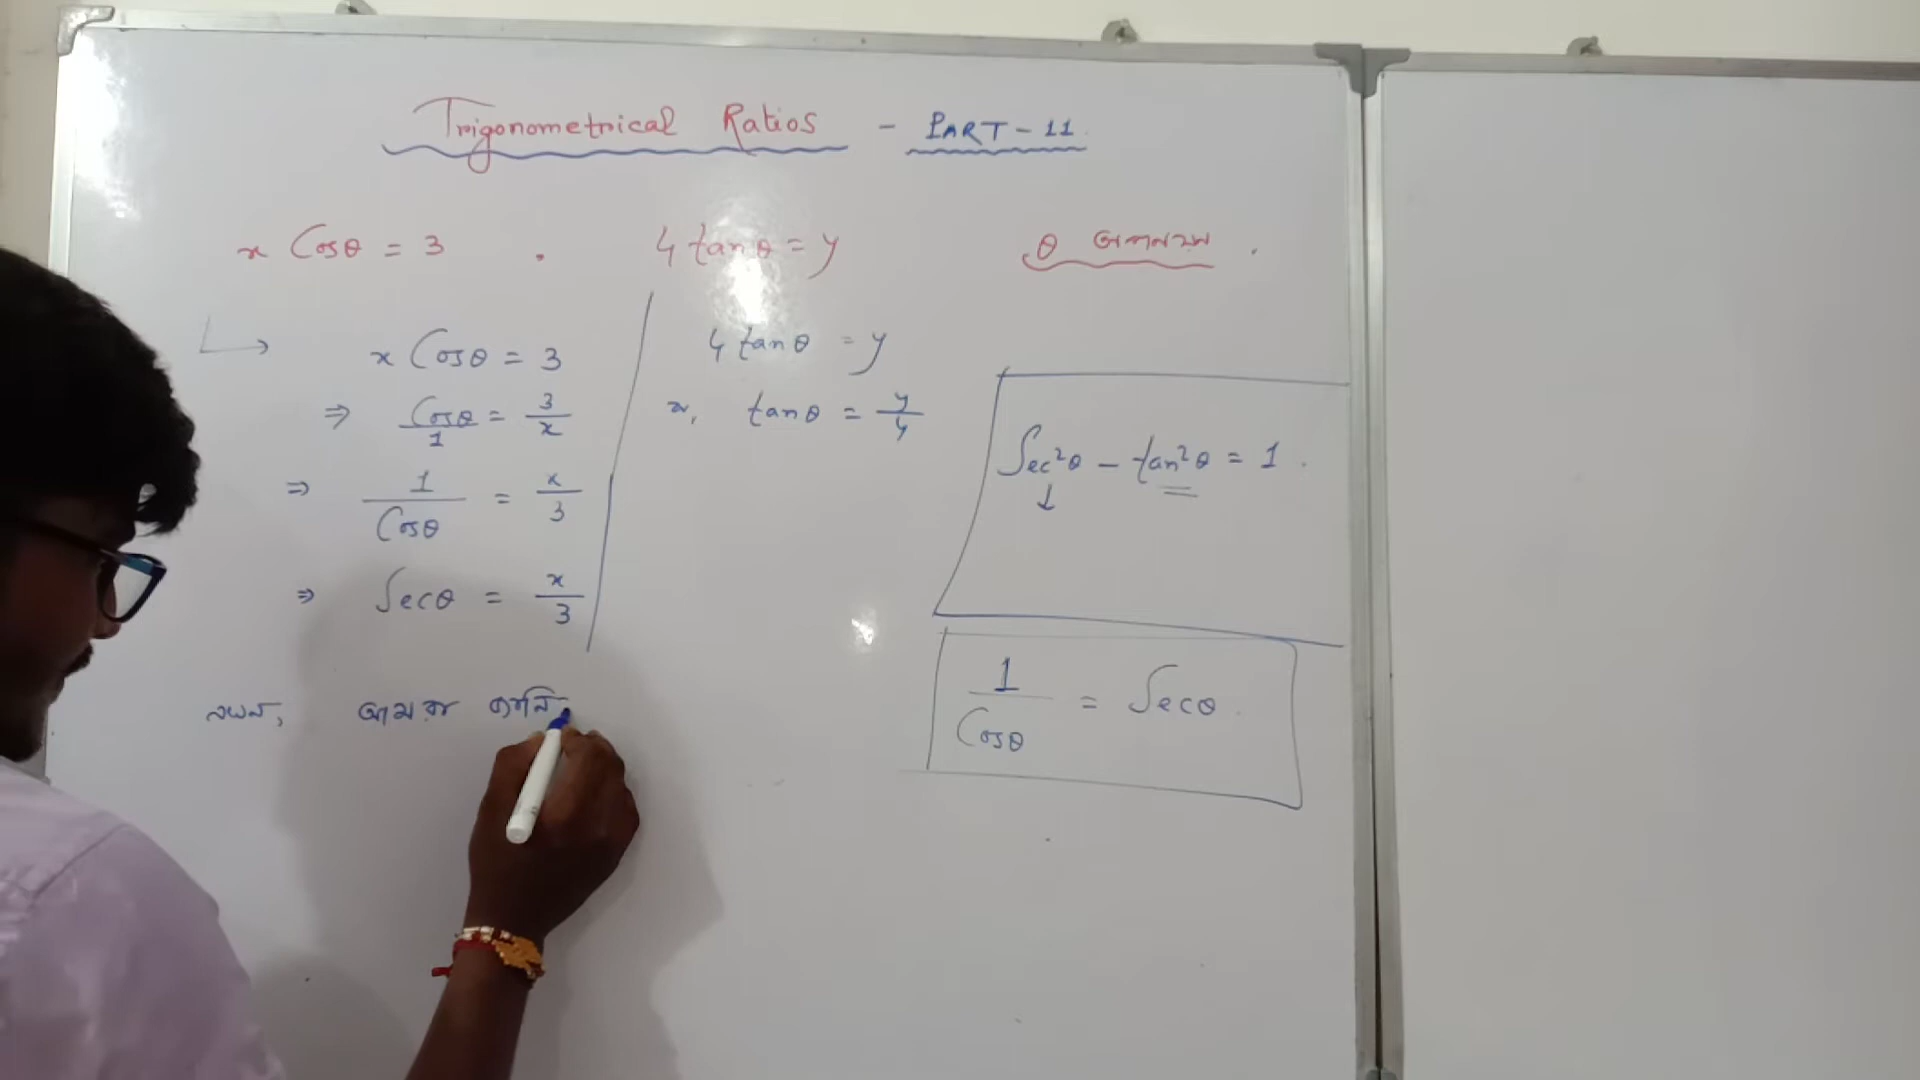 Trigonometrical Ratios - PART-11
x Cosθ = 3 . 4 tanθ = y θ অপনয়ন .
x Cosθ = 3
⇒ Cosθ/1 = 3/x
⇒ 1/Cosθ = x/3
⇒ Secθ = x/3
4 tanθ = y
বা, tanθ = y/4
Sec²θ - tan²θ = 1 .
↓
1/Cosθ = Secθ .
এখন, আমরা জানি